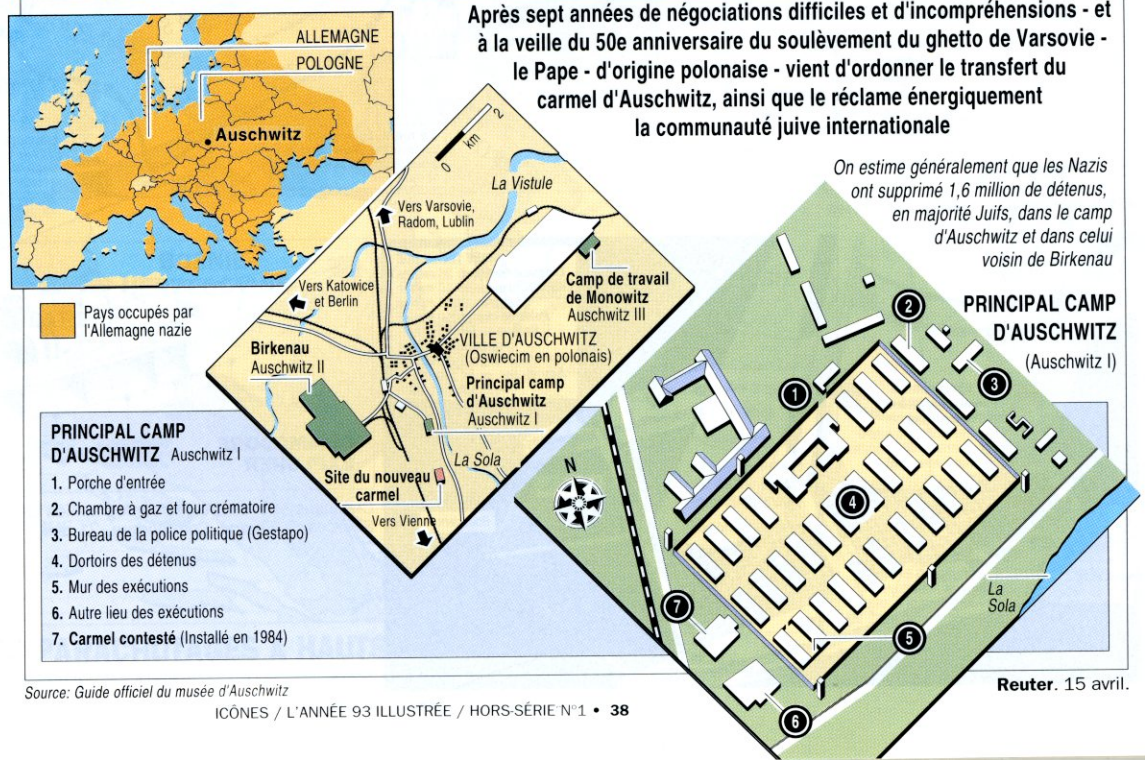 Après sept années de négociations difficiles et d'incompréhensions - et
à la veille du 50e anniversaire du soulèvement du ghetto de Varsovie -
le Pape - d'origine polonaise - vient d'ordonner le transfert du
carmel d'Auschwitz, ainsi que le réclame énergiquement
la communauté juive internationale
ALLEMAGNE
POLOGNE
Auschwitz
Pays occupés par
l'Allemagne nazie
0 km 2
La Vistule
Vers Varsovie,
Radom, Lublin
Vers Katowice
et Berlin
Camp de travail
de Monowitz
Auschwitz III
VILLE D'AUSCHWITZ
(Oswiecim en polonais)
Birkenau
Auschwitz II
Principal camp
d'Auschwitz
Auschwitz I
La Sola
Site du nouveau
carmel
Vers Vienne
On estime généralement que les Nazis
ont supprimé 1,6 million de détenus,
en majorité Juifs, dans le camp
d'Auschwitz et dans celui
voisin de Birkenau
PRINCIPAL CAMP
D'AUSCHWITZ
(Auschwitz I)
1
2
3
4
5
6
7
N
La
Sola
PRINCIPAL CAMP
D'AUSCHWITZ Auschwitz I
1. Porche d'entrée
2. Chambre à gaz et four crématoire
3. Bureau de la police politique (Gestapo)
4. Dortoirs des détenus
5. Mur des exécutions
6. Autre lieu des exécutions
7. Carmel contesté (Installé en 1984)
Source: Guide officiel du musée d'Auschwitz
Reuter. 15 avril.
ICÔNES / L'ANNÉE 93 ILLUSTRÉE / HORS-SÉRIE N°1 • 38